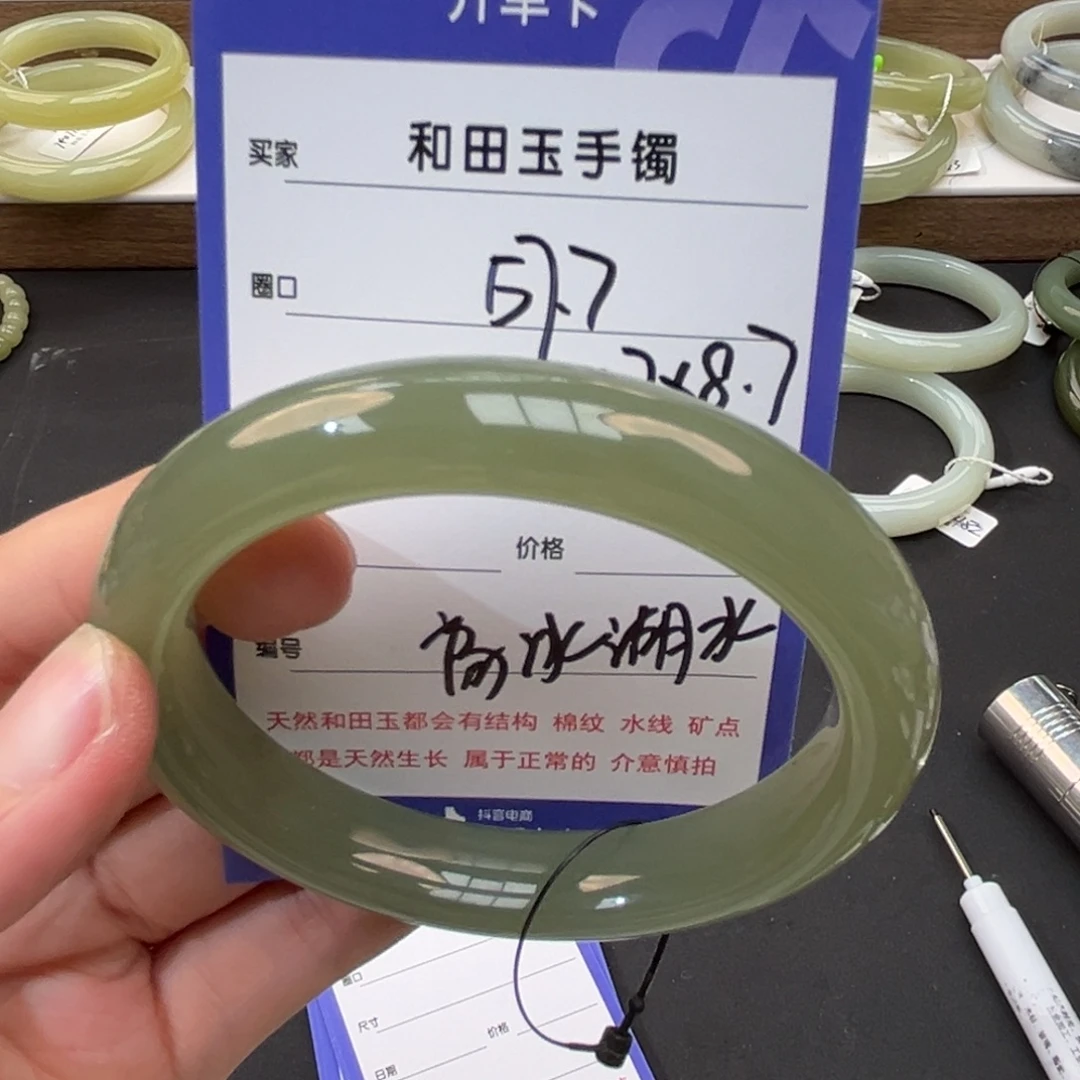 买家 和田玉手镯
圈口 57.7
7x8.7
价格
编号 高冰湖水
天然和田玉都会有结构 棉纹 水线 矿点
都是天然生长 属于正常的 介意慎拍
抖音电商
圈口
尺寸
价格
日期